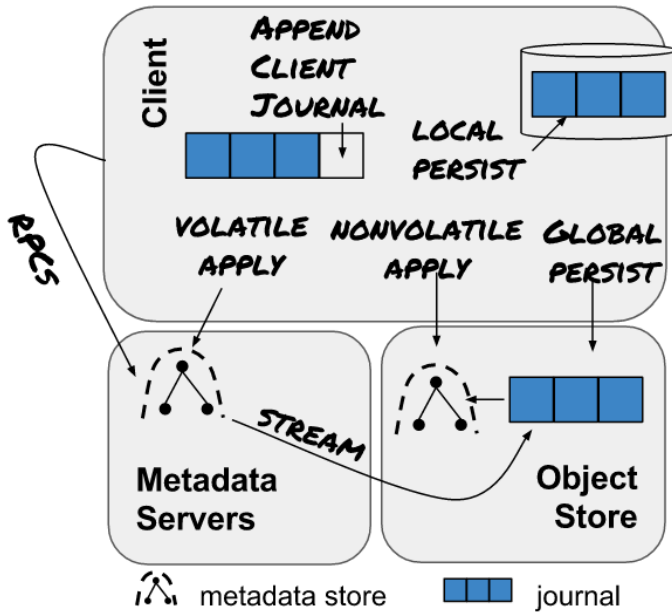 Client
APPEND
CLIENT
JOURNAL
LOCAL
PERSIST
RPCS
VOLATILE
APPLY
NONVOLATILE
APPLY
GLOBAL
PERSIST
STREAM
Metadata
Servers
Object
Store
metadata store
journal